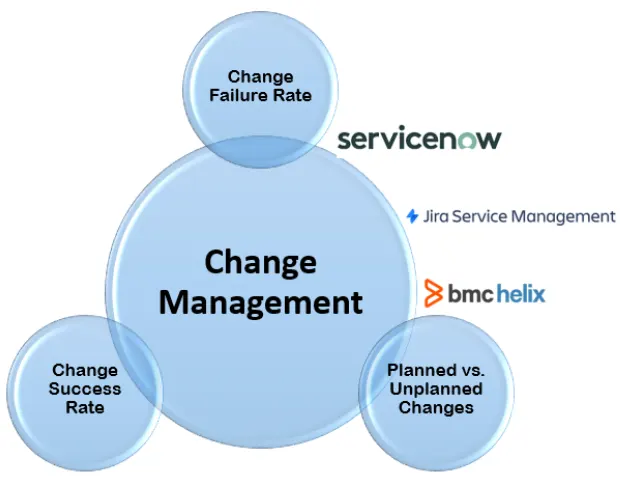 Change
Failure Rate
servicenow
Jira Service Management
Change
Management
bmc helix
Change
Success
Rate
Planned vs.
Unplanned
Changes